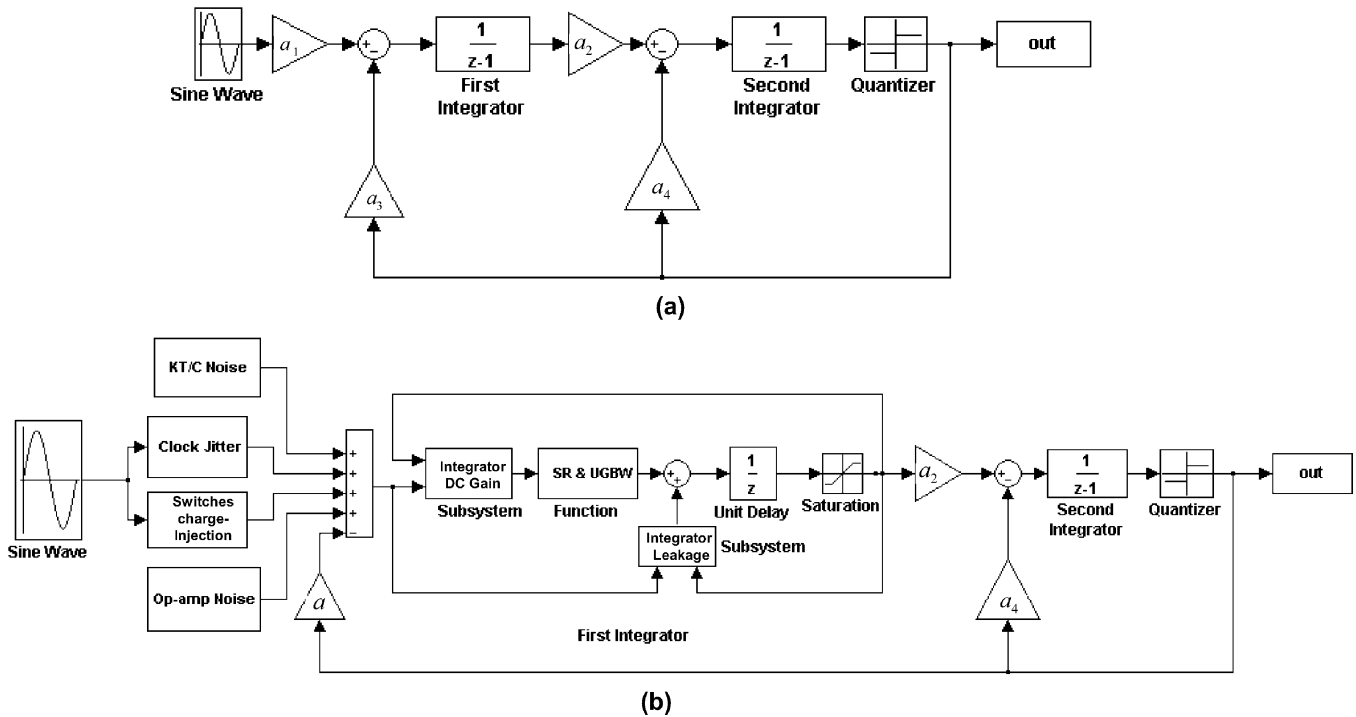 a₁
+
−
1
z-1
First
Integrator
a₂
+
−
1
z-1
Second
Integrator
Quantizer
out
Sine Wave
a₃
a₄
(a)
KT/C Noise
Clock Jitter
Switches
charge-
Injection
Op-amp Noise
Sine Wave
+
+
+
+
−
a
Integrator
DC Gain
Subsystem
SR & UGBW
Function
+
+
1
z
Unit Delay
Saturation
Integrator
Leakage
Subsystem
First Integrator
a₂
+
−
1
z-1
Second
Integrator
Quantizer
out
a₄
(b)